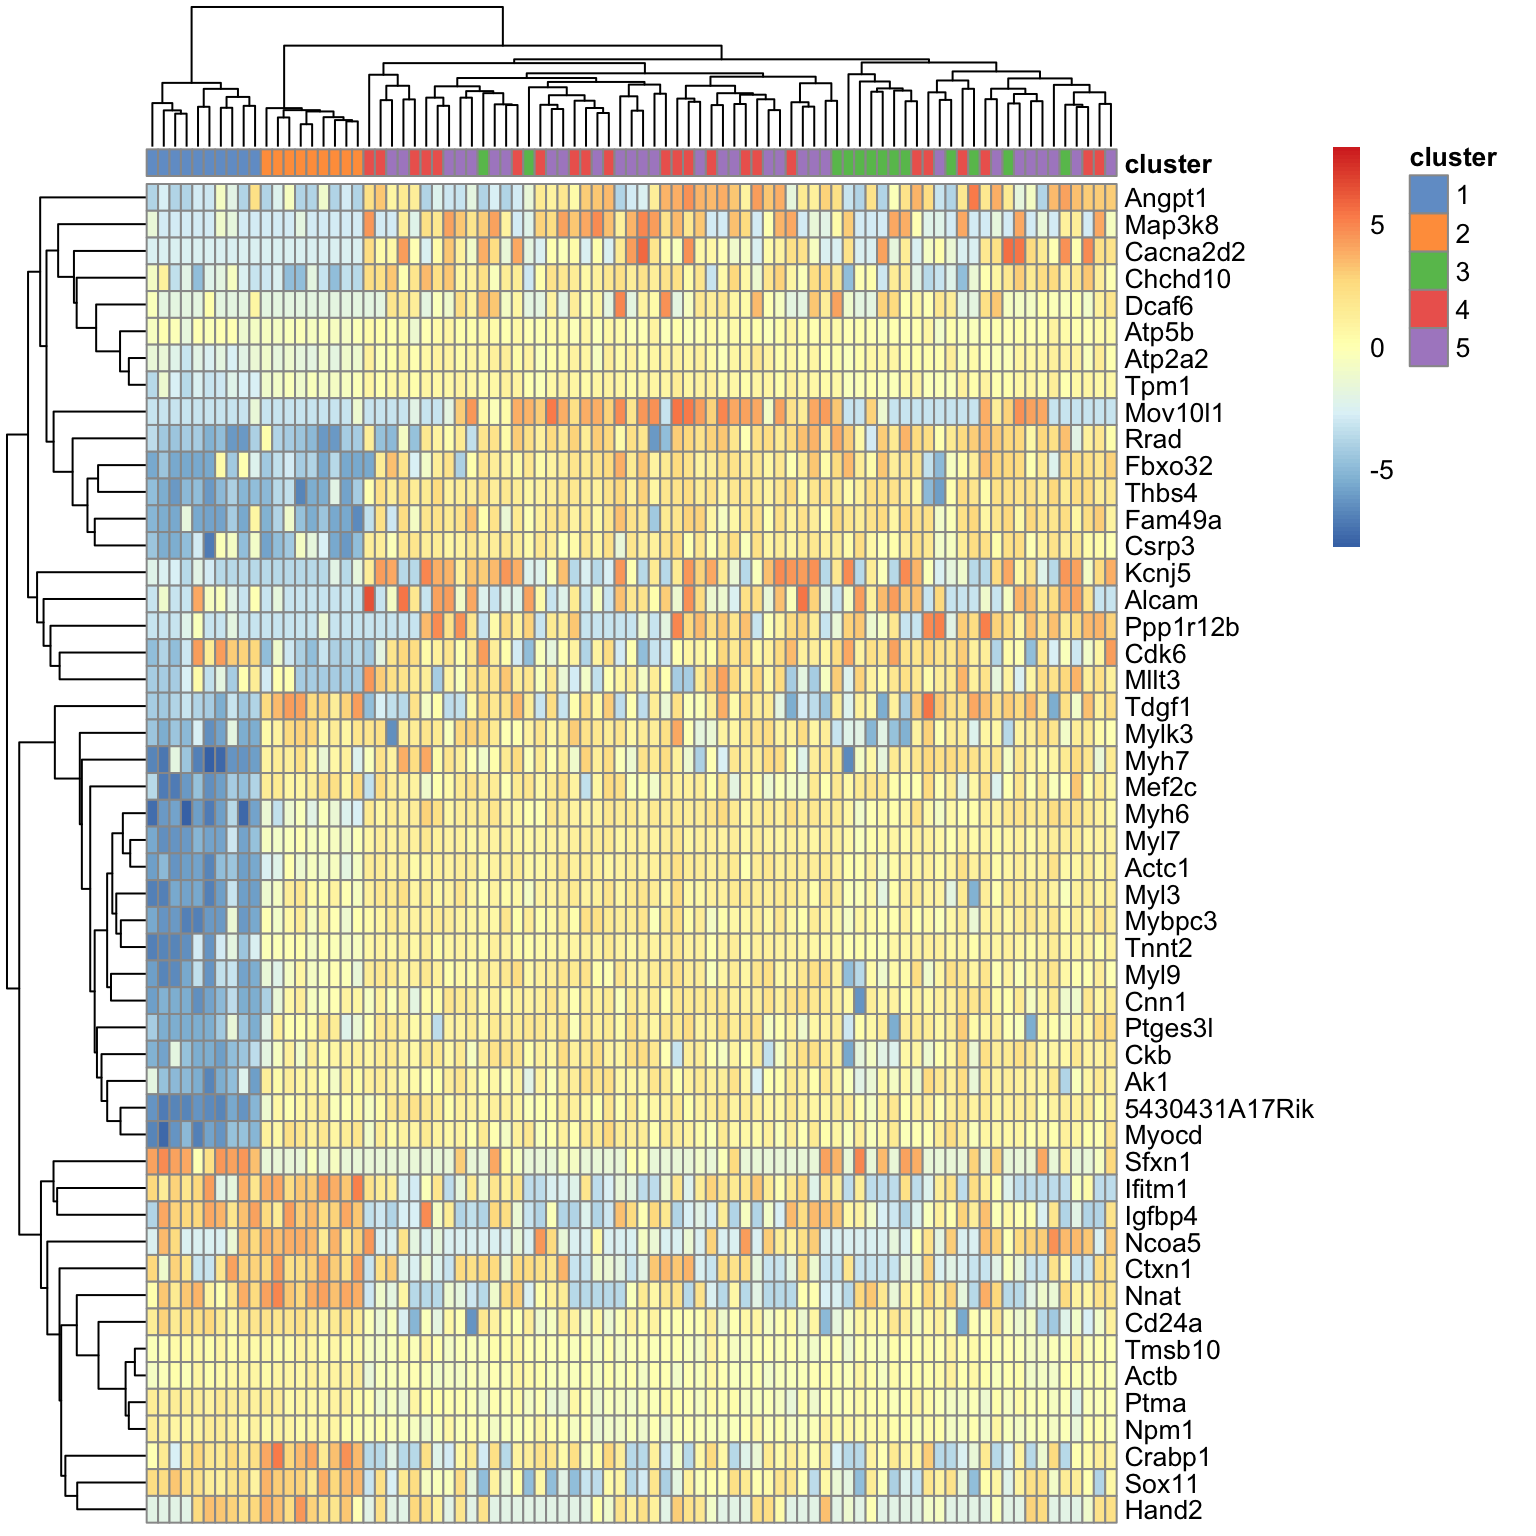 cluster
Angpt1
Map3k8
Cacna2d2
Chchd10
Dcaf6
Atp5b
Atp2a2
Tpm1
Mov10l1
Rrad
Fbxo32
Thbs4
Fam49a
Csrp3
Kcnj5
Alcam
Ppp1r12b
Cdk6
Mllt3
Tdgf1
Mylk3
Myh7
Mef2c
Myh6
Myl7
Actc1
Myl3
Mybpc3
Tnnt2
Myl9
Cnn1
Ptges3l
Ckb
Ak1
5430431A17Rik
Myocd
Sfxn1
Ifitm1
Igfbp4
Ncoa5
Ctxn1
Nnat
Cd24a
Tmsb10
Actb
Ptma
Npm1
Crabp1
Sox11
Hand2
5
0
-5
cluster
1
2
3
4
5